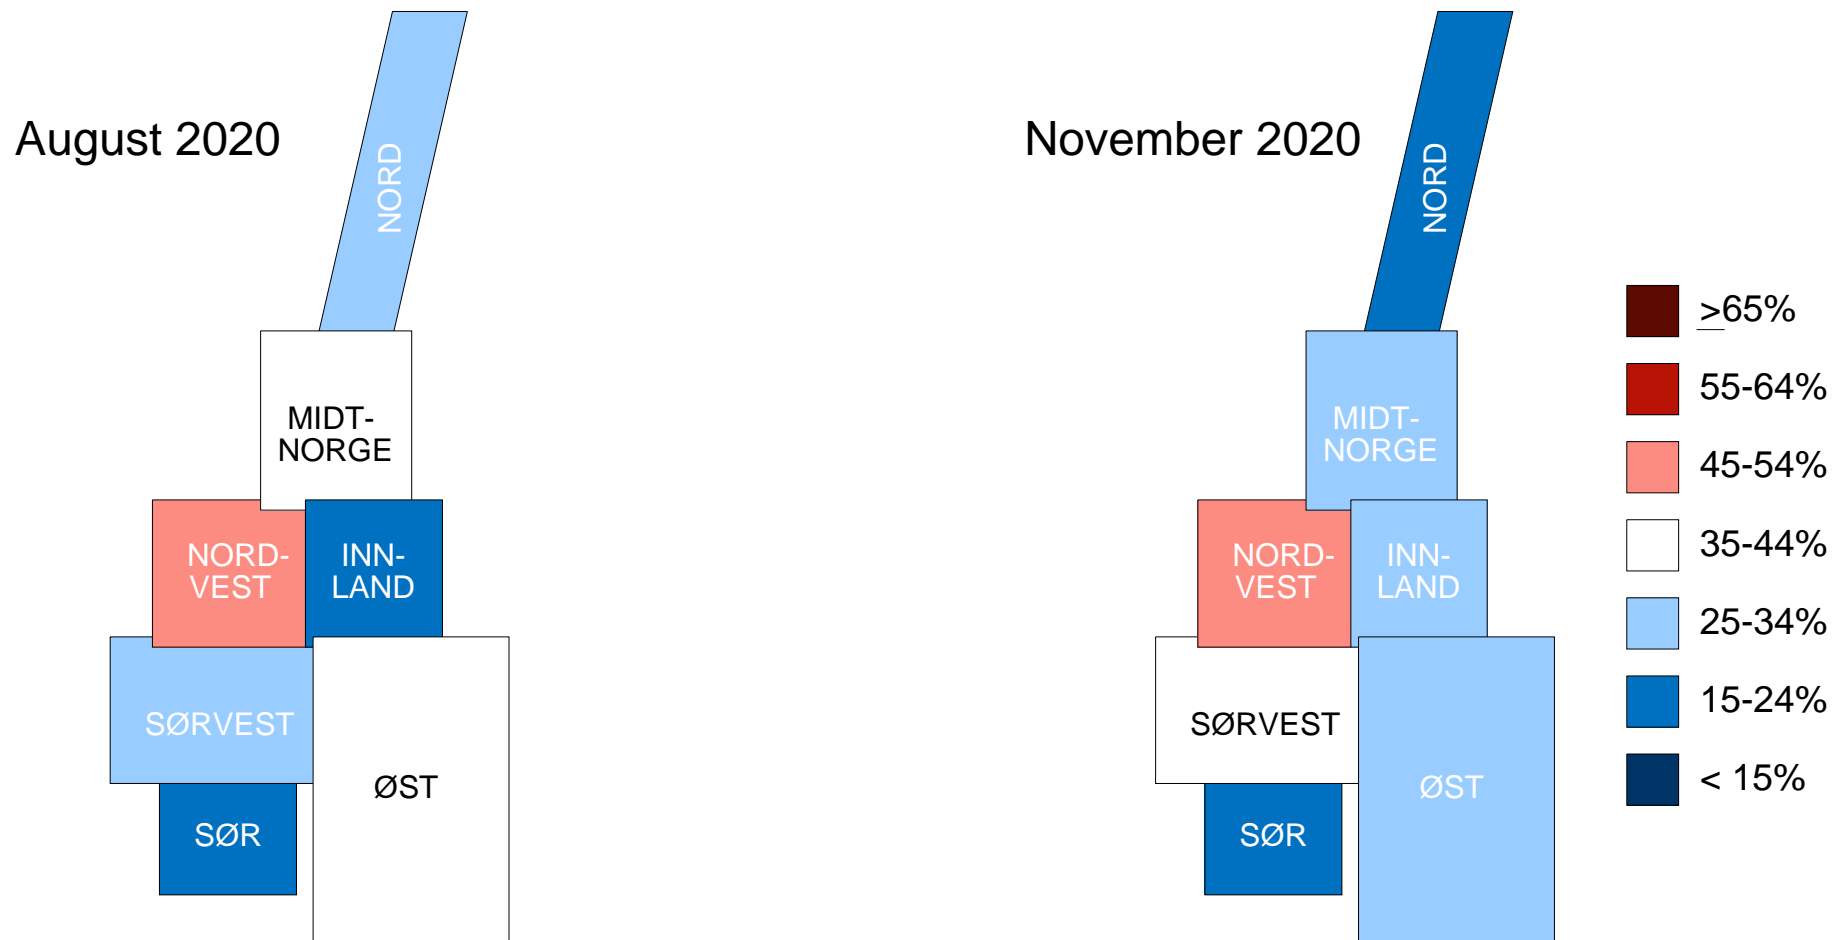 August 2020
NORD
MIDT-
NORGE
NORD-
VEST
INN-
LAND
SØRVEST
ØST
SØR
November 2020
NORD
MIDT-
NORGE
NORD-
VEST
INN-
LAND
SØRVEST
ØST
SØR
>65%
55-64%
45-54%
35-44%
25-34%
15-24%
< 15%